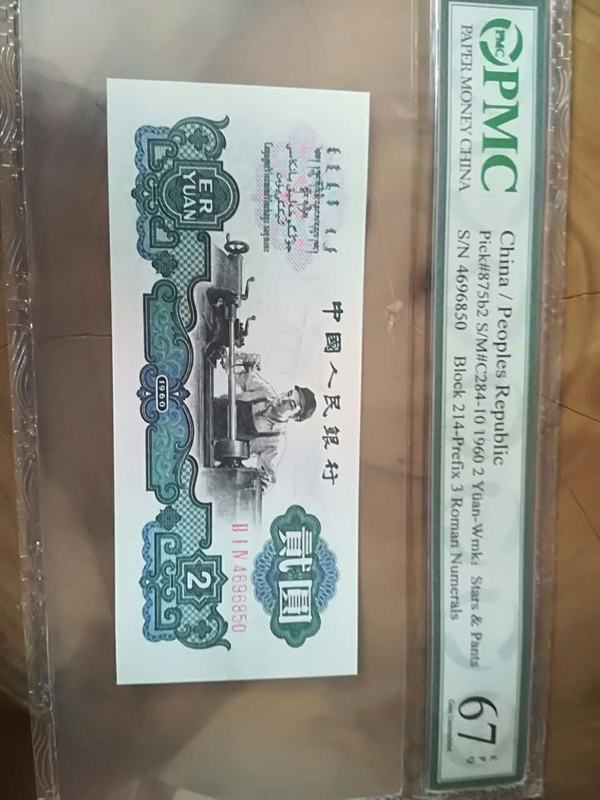 PMC
PMC
PAPER MONEY CHINA
China / Peoples Republic
Pick#875b2 S/M#C284-10 1960 2 Yüan-Wmk: Stars & Pants
S/N 4696850 Block 214-Prefix 3 Roman Numerals
67
E
P
Q
中國人民銀行
ER
YUAN
貳圓
1960
2
4696850